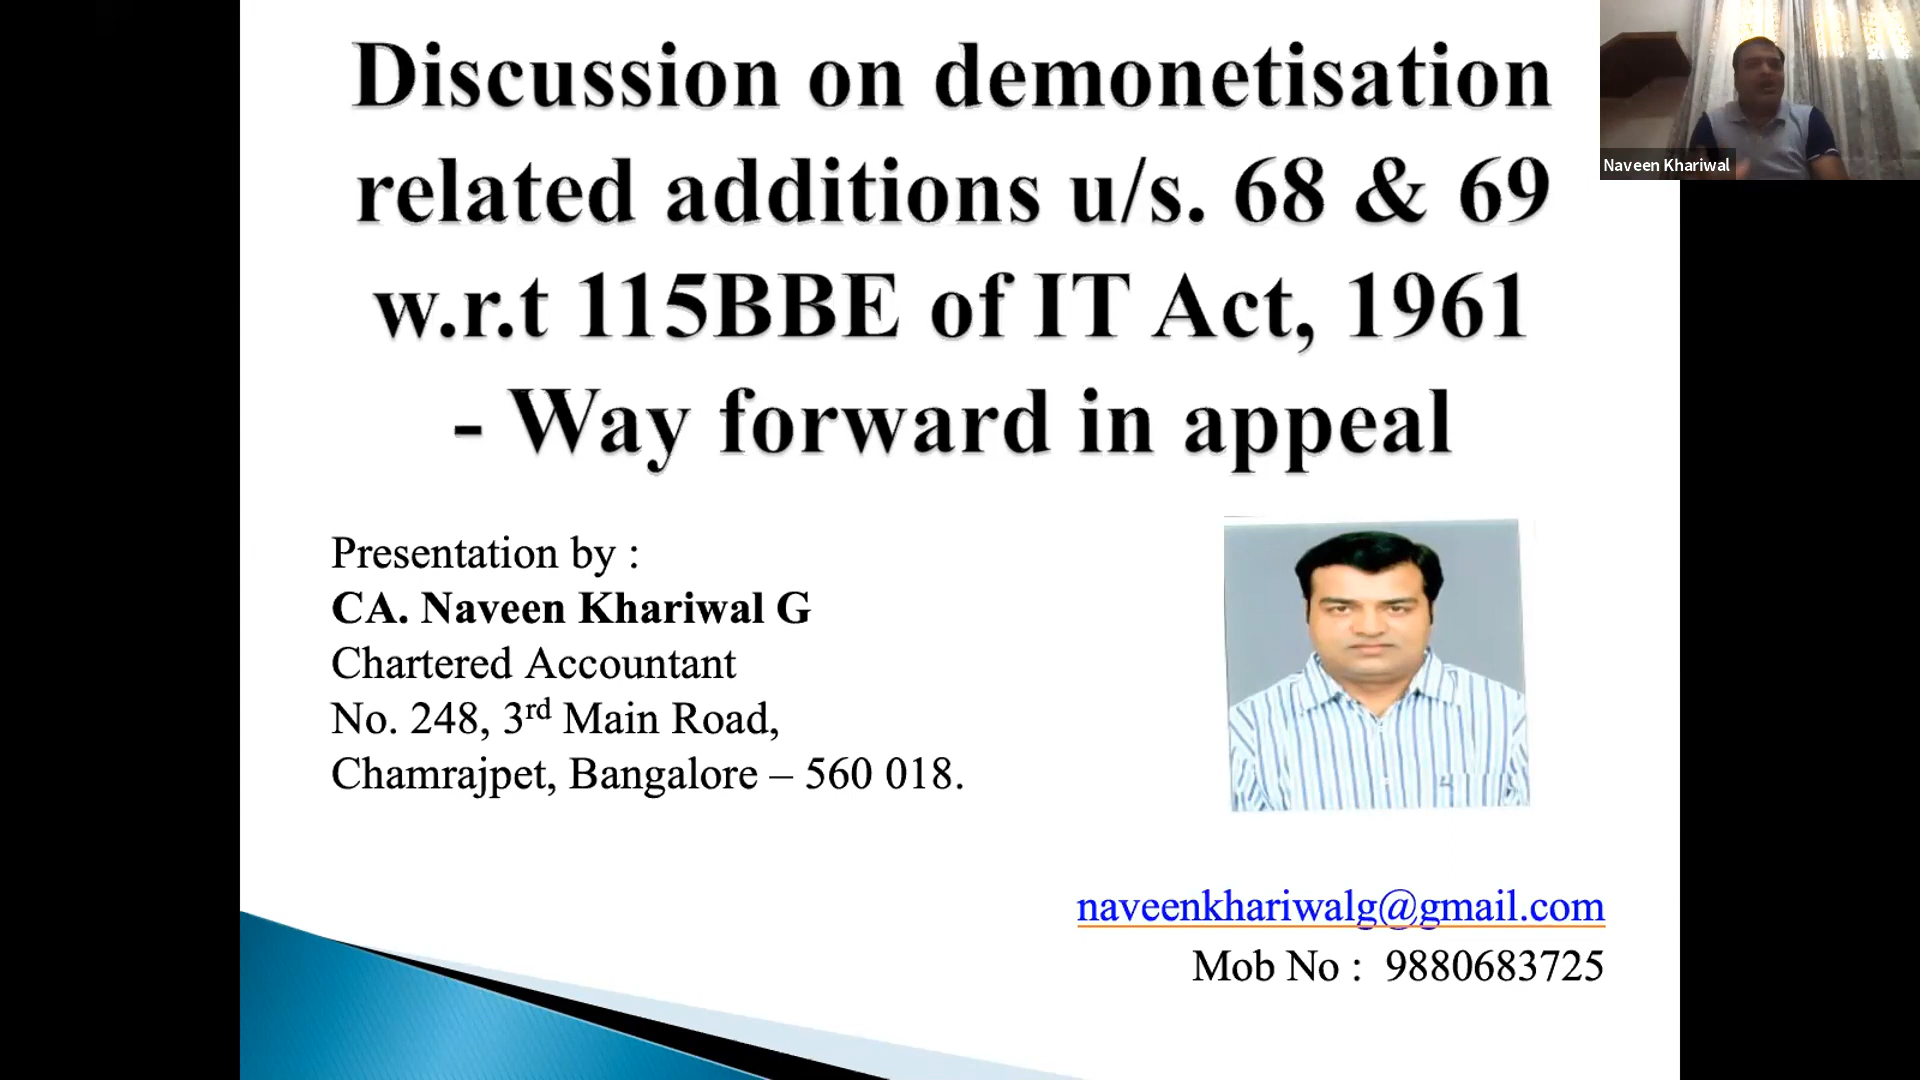 Discussion on demonetisation
related additions u/s. 68 & 69
w.r.t 115BBE of IT Act, 1961
- Way forward in appeal
Naveen Khariwal
Presentation by :
CA. Naveen Khariwal G
Chartered Accountant
No. 248, 3rd Main Road,
Chamrajpet, Bangalore – 560 018.
naveenkhariwalg@gmail.com
Mob No : 9880683725